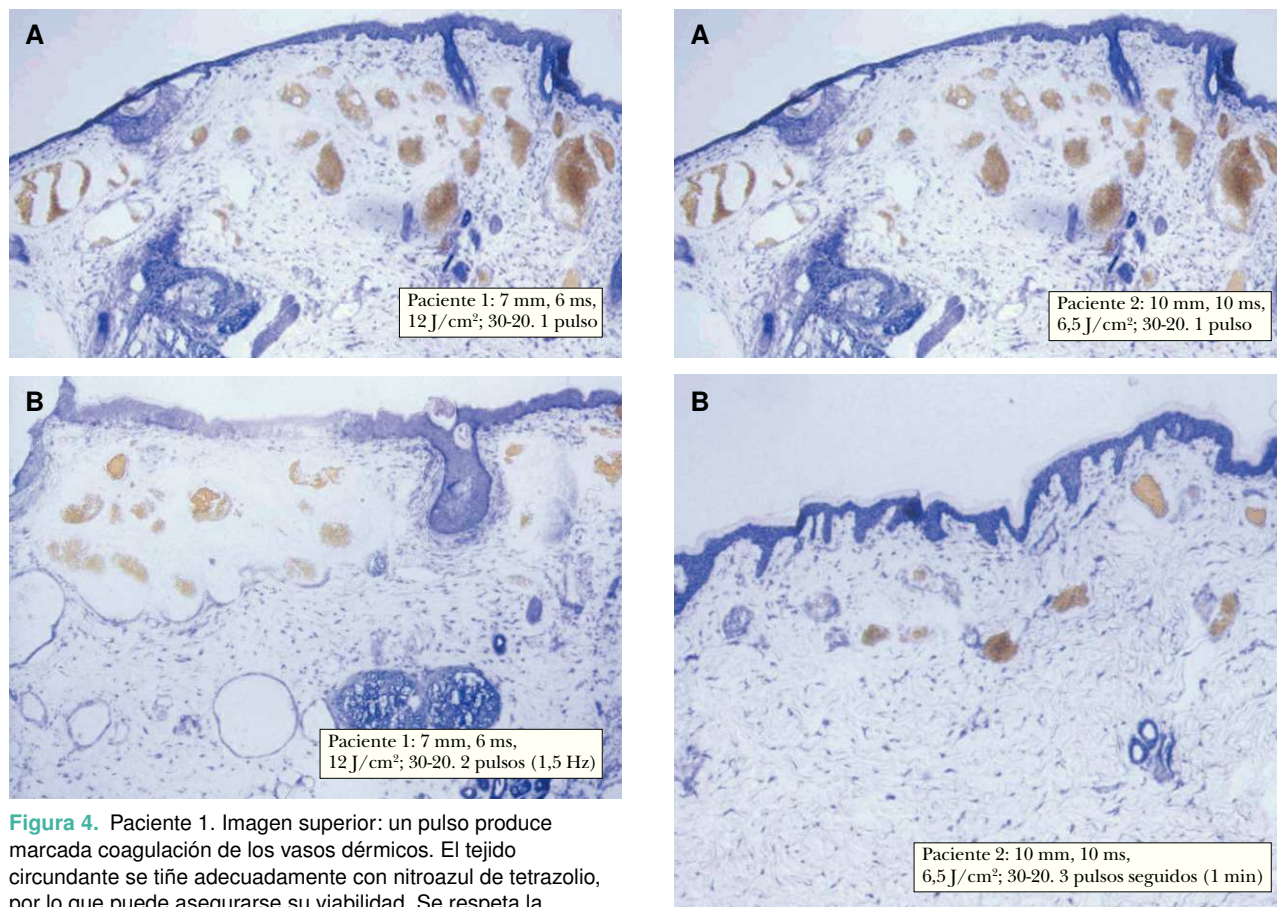 A
Paciente 1: 7 mm, 6 ms,
12 J/cm²; 30-20. 1 pulso
B
Paciente 1: 7 mm, 6 ms,
12 J/cm²; 30-20. 2 pulsos (1,5 Hz)
Figura 4. Paciente 1. Imagen superior: un pulso produce
marcada coagulación de los vasos dérmicos. El tejido
circundante se tiñe adecuadamente con nitroazul de tetrazolio,
por lo que puede asegurarse su viabilidad. Se respeta la
A
Paciente 2: 10 mm, 10 ms,
6,5 J/cm²; 30-20. 1 pulso
B
Paciente 2: 10 mm, 10 ms,
6,5 J/cm²; 30-20. 3 pulsos seguidos (1 min)